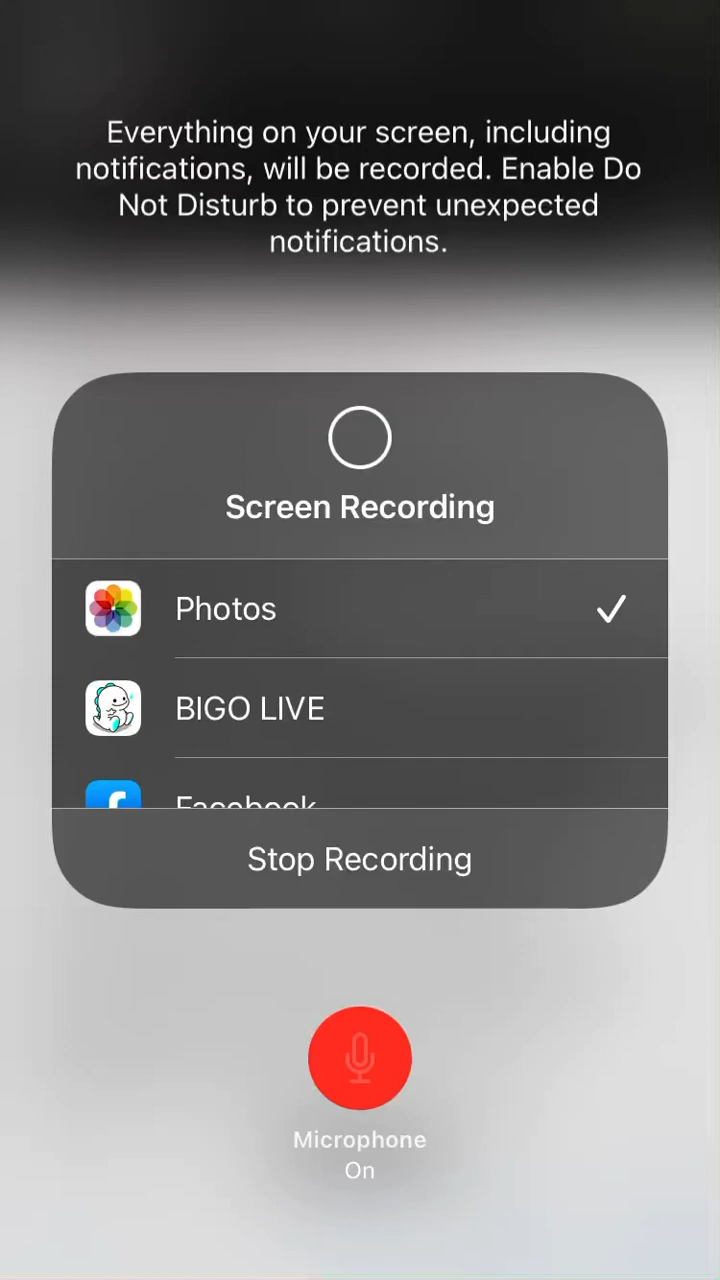 Everything on your screen, including
notifications, will be recorded. Enable Do
Not Disturb to prevent unexpected
notifications.
Screen Recording
Photos
BIGO LIVE
Facebook
Stop Recording
Microphone
On